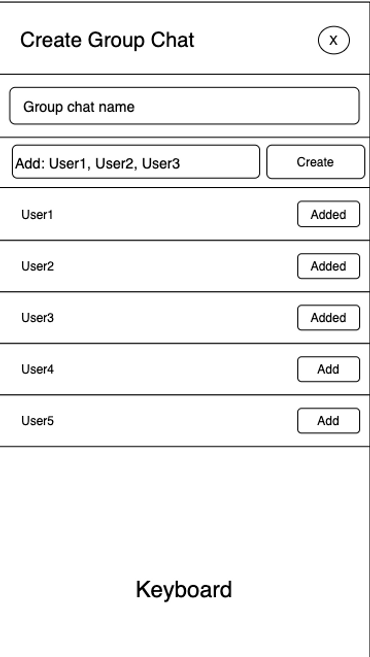 Create Group Chat X
Group chat name
Add: User1, User2, User3 Create
User1 Added
User2 Added
User3 Added
User4 Add
User5 Add
Keyboard